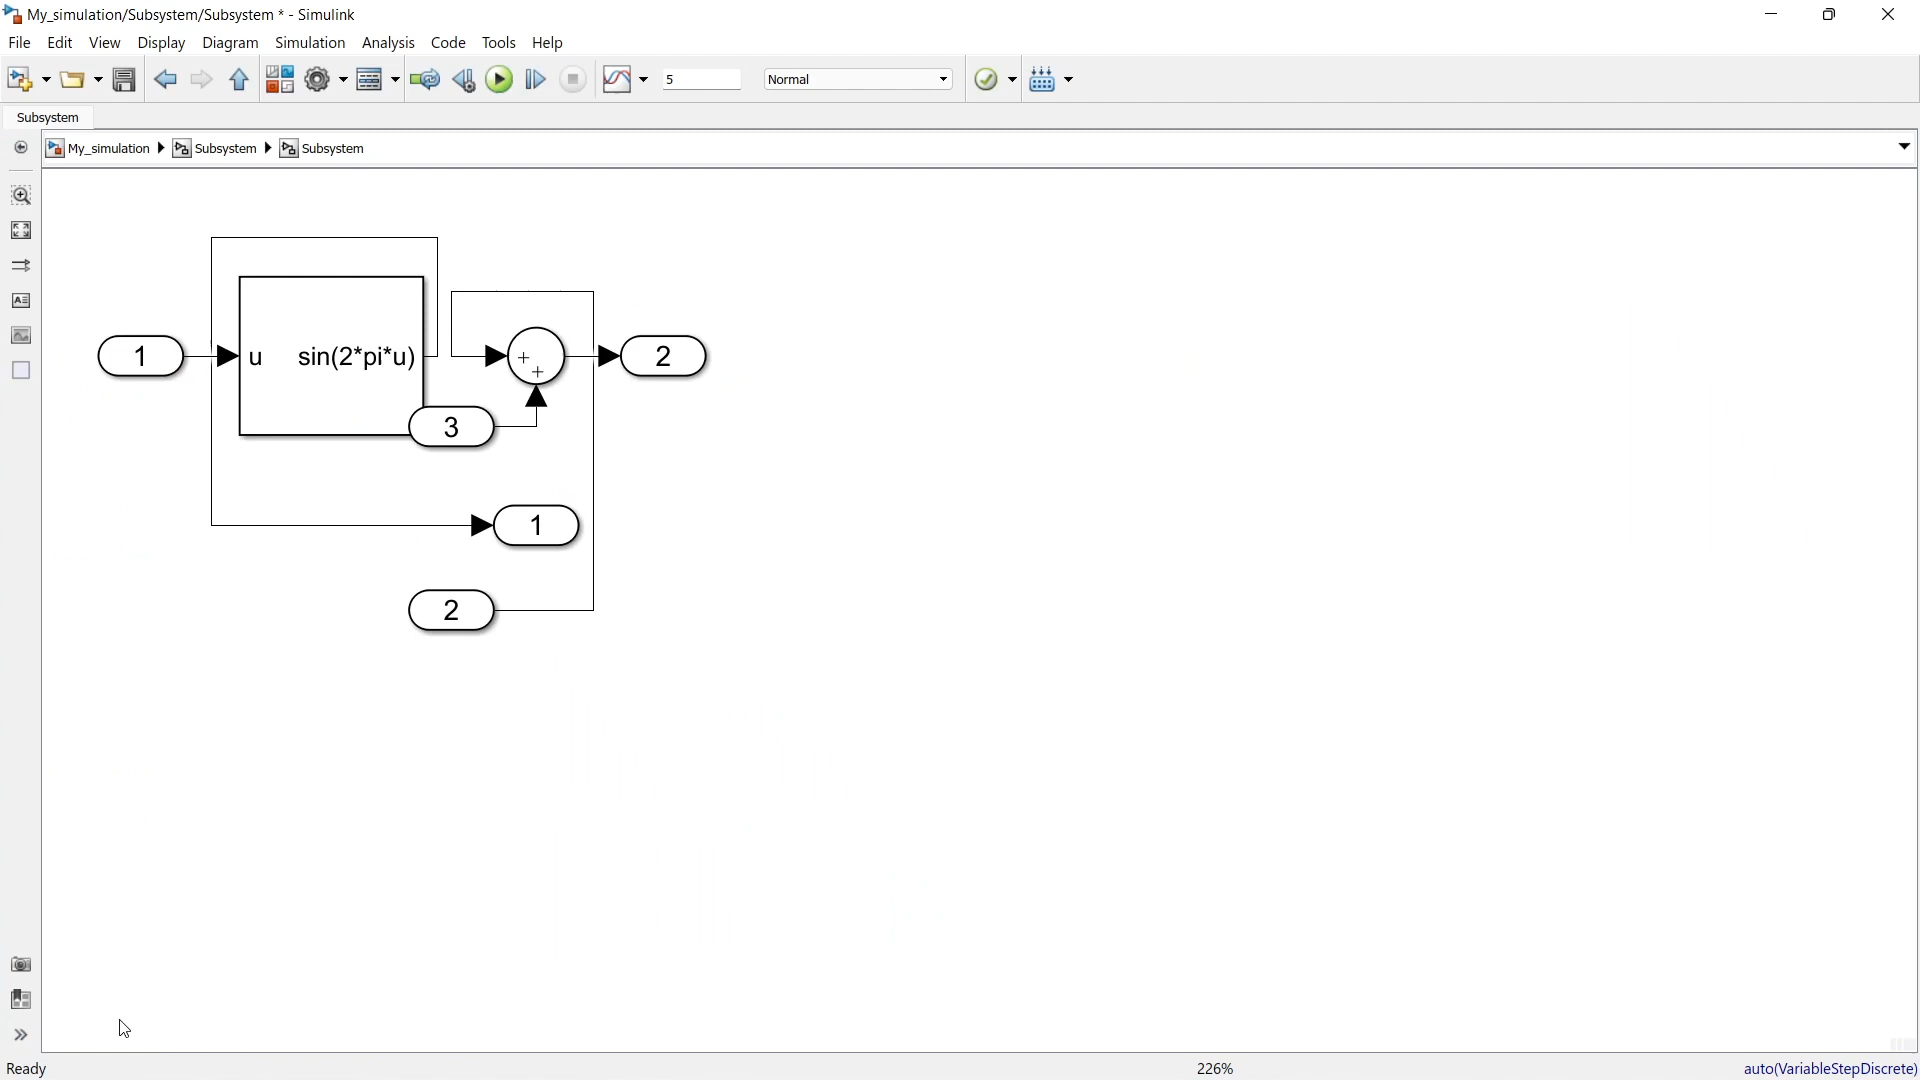 My_simulation/Subsystem/Subsystem * - Simulink
File Edit View Display Diagram Simulation Analysis Code Tools Help
5 Normal
Subsystem
My_simulation Subsystem Subsystem
1 u sin(2*pi*u) + + 2
3
1
2
Ready 226% auto(VariableStepDiscrete)